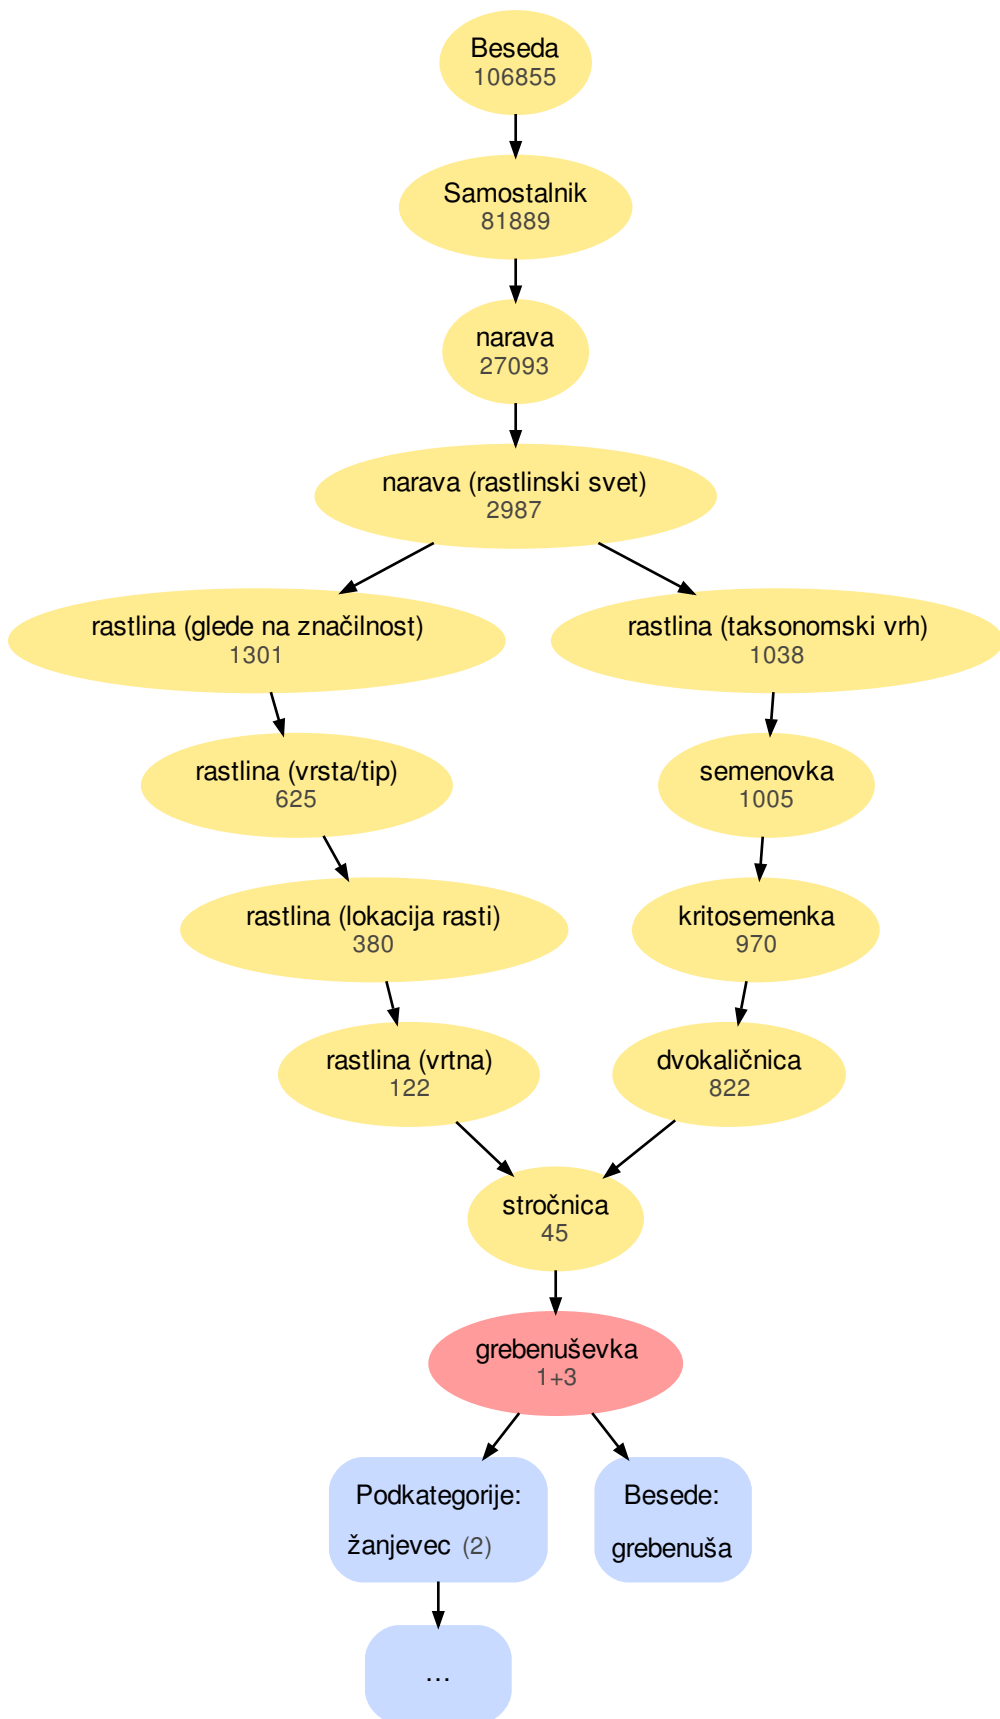 Beseda
106855
Samostalnik
81889
narava
27093
narava (rastlinski svet)
2987
rastlina (glede na značilnost)
1301
rastlina (taksonomski vrh)
1038
rastlina (vrsta/tip)
625
semenovka
1005
rastlina (lokacija rasti)
380
kritosemenka
970
rastlina (vrtna)
122
dvokaličnica
822
stročnica
45
grebenuševka
1+3
Podkategorije:
žanjevec (2)
Besede:
grebenuša
...